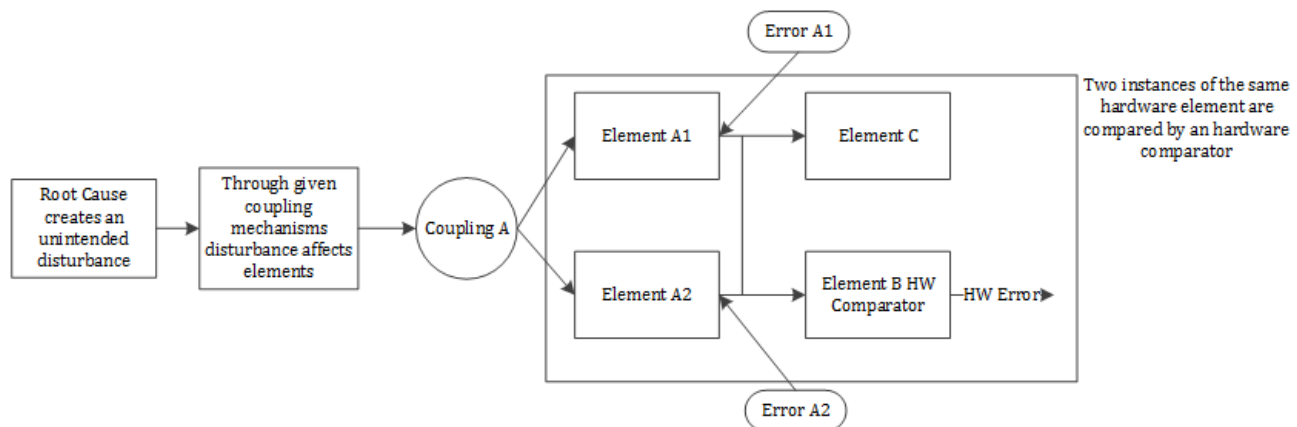 Error A1
Two instances of the same
hardware element are
compared by an hardware
comparator
Element A1
Element C
Root Cause
creates an
unintended
disturbance
Through given
coupling
mechanisms
disturbance affects
elements
Coupling A
Element A2
Element B HW
Comparator
HW Error
Error A2